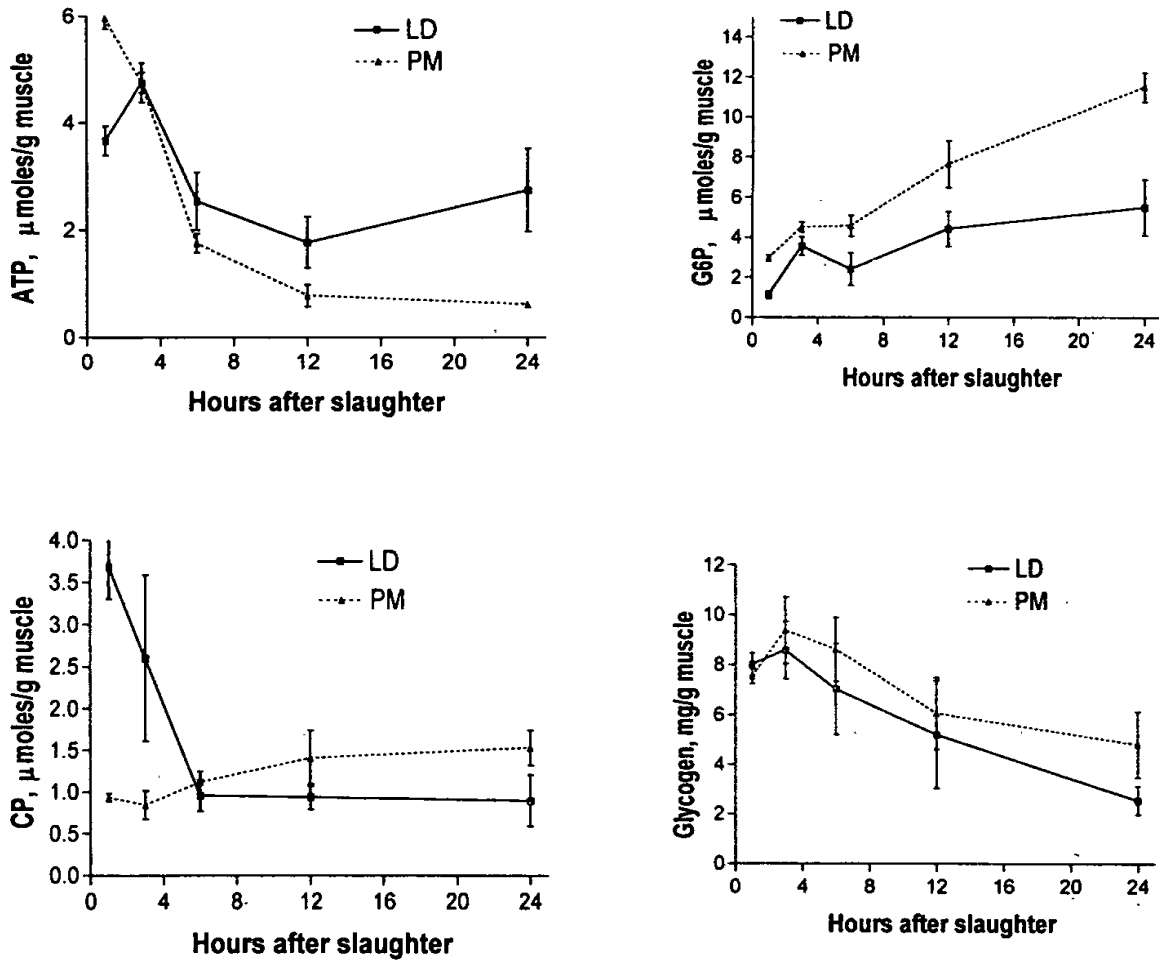 LD
PM
ATP, μ moles/g muscle
6
4
2
0
0 4 8 12 16 20 24
Hours after slaughter
LD
PM
G6P, μ moles/g muscle
14
12
10
8
6
4
2
0
0 4 8 12 16 20 24
Hours after slaughter
LD
PM
CP, μ moles/g muscle
4.0
3.5
3.0
2.5
2.0
1.5
1.0
0.5
0.0
0 4 8 12 16 20 24
Hours after slaughter
LD
PM
Glycogen, mg/g muscle
12
10
8
6
4
2
0
0 4 8 12 16 20 24
Hours after slaughter